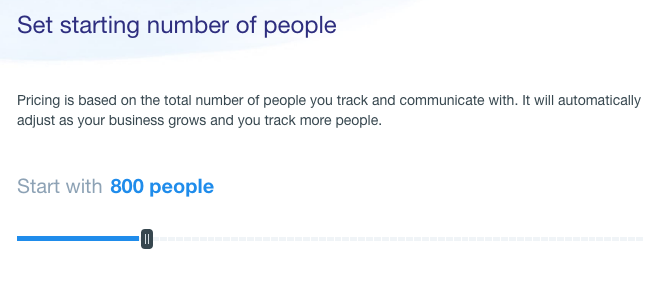 Set starting number of people
Pricing is based on the total number of people you track and communicate with. It will automatically
adjust as your business grows and you track more people.
Start with 800 people